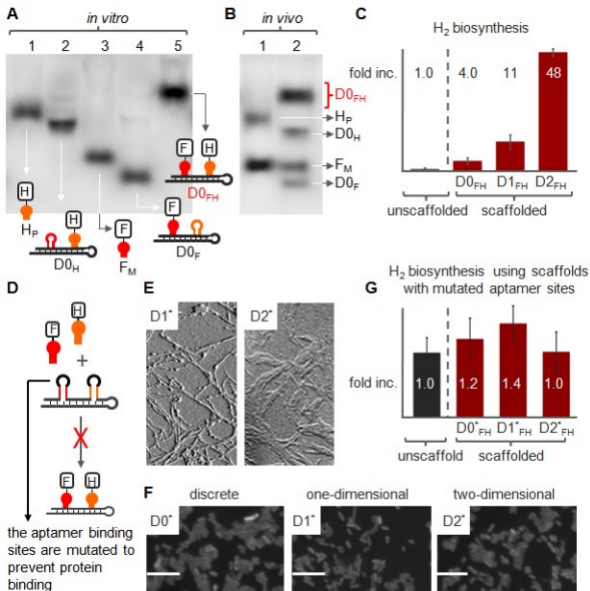 A
in vitro
1 2 3 4 5
F H
D0FH
H
HP
H
D0H
F
FM
F
D0F
B
in vivo
1 2
D0FH
HP
D0H
FM
D0F
C
H2 biosynthesis
fold inc. 1.0 4.0 11 48
D0FH D1FH D2FH
unscaffolded scaffolded
D
F H
+
X
F H
the aptamer binding
sites are mutated to
prevent protein
binding
E
D1* D2*
G
H2 biosynthesis using scaffolds
with mutated aptamer sites
fold inc. 1.0 1.2 1.4 1.0
D0*FH D1*FH D2*FH
unscaffold scaffolded
F
discrete one-dimensional two-dimensional
D0* D1* D2*